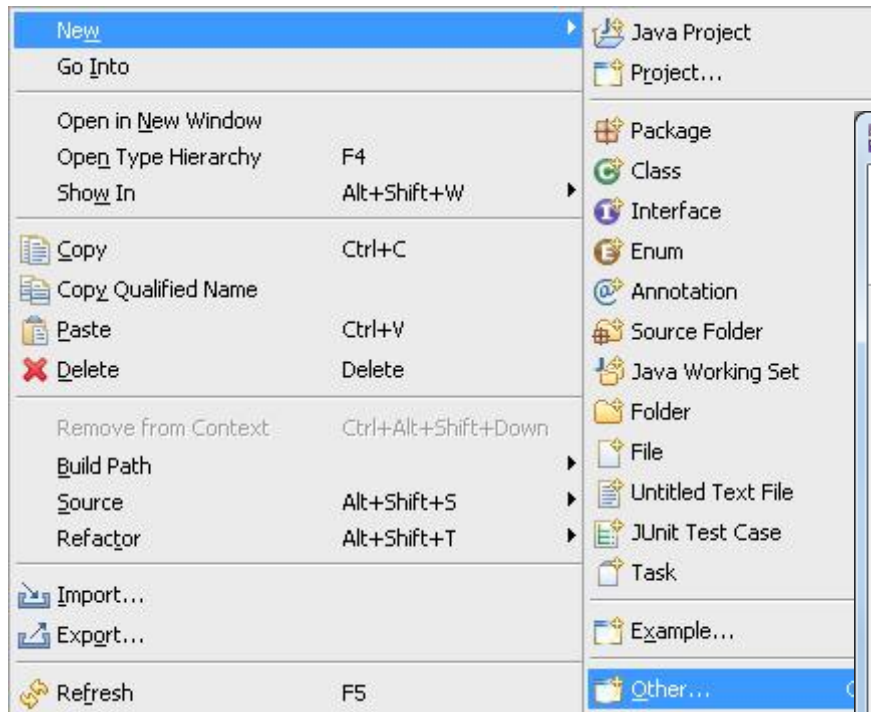 New
Go Into
Open in New Window
Open Type Hierarchy F4
Show In Alt+Shift+W
Copy Ctrl+C
Copy Qualified Name
Paste Ctrl+V
Delete Delete
Remove from Context Ctrl+Alt+Shift+Down
Build Path
Source Alt+Shift+S
Refactor Alt+Shift+T
Import...
Export...
Refresh F5
Java Project
Project...
Package
Class
Interface
Enum
Annotation
Source Folder
Java Working Set
Folder
File
Untitled Text File
JUnit Test Case
Task
Example...
Other...